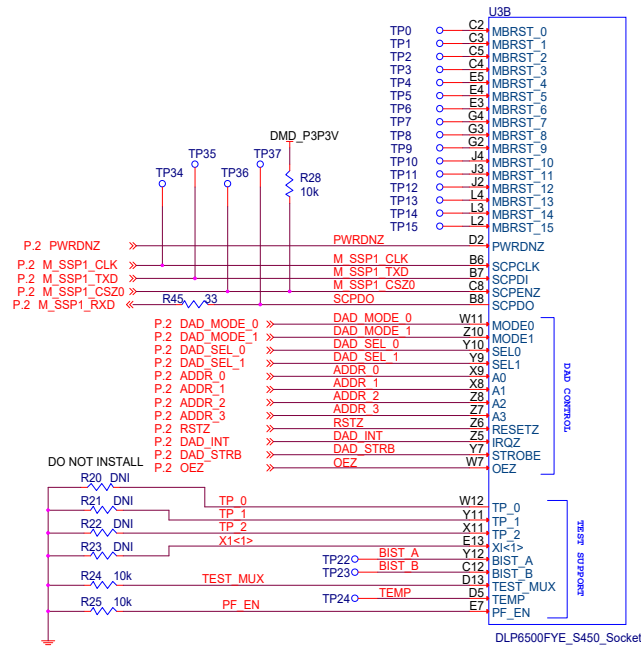 U3B
TP0 C2 MBRST_0
TP1 C3 MBRST_1
TP2 C5 MBRST_2
TP3 C4 MBRST_3
TP4 E5 MBRST_4
TP5 E4 MBRST_5
TP6 E3 MBRST_6
TP7 G4 MBRST_7
TP8 G3 MBRST_8
TP9 G2 MBRST_9
TP10 J4 MBRST_10
TP11 J3 MBRST_11
TP12 J2 MBRST_12
TP13 L4 MBRST_13
TP14 L3 MBRST_14
TP15 L2 MBRST_15
DMD_P3P3V
TP34 TP35 TP36 TP37
R28
10k
P.2 PWRDNZ PWRDNZ D2 PWRDNZ
P.2 M_SSP1_CLK M_SSP1_CLK B6 SCPCLK
P.2 M_SSP1_TXD M_SSP1_TXD B7 SCPDI
P.2 M_SSP1_CSZ0 M_SSP1_CSZ0 C8 SCPENZ
P.2 M_SSP1_RXD R45 33 SCPDO B8 SCPDO
P.2 DAD_MODE_0 DAD_MODE_0 W11 MODE0
P.2 DAD_MODE_1 DAD_MODE_1 Z10 MODE1
P.2 DAD_SEL_0 DAD_SEL_0 Y10 SEL0
P.2 DAD_SEL_1 DAD_SEL_1 Y9 SEL1
P.2 ADDR_0 ADDR_0 X9 A0
P.2 ADDR_1 ADDR_1 X8 A1
P.2 ADDR_2 ADDR_2 Z8 A2
P.2 ADDR_3 ADDR_3 Z7 A3
P.2 RSTZ RSTZ Z6 RESETZ
P.2 DAD_INT DAD_INT Z5 IRQZ
P.2 DAD_STRB DAD_STRB Y7 STROBE
P.2 OEZ OEZ W7 OEZ
DAD CONTROL
DO NOT INSTALL
R20 DNI TP_0 W12 TP_0
R21 DNI TP_1 Y11 TP_1
R22 DNI TP_2 X11 TP_2
R23 DNI X1<1> E13 XI<1>
TP22 BIST_A Y12 BIST_A
TP23 BIST_B C12 BIST_B
R24 10k TEST_MUX D13 TEST_MUX
TP24 TEMP D5 TEMP
R25 10k PF_EN E7 PF_EN
TEST SUPPORT
DLP6500FYE_S450_Socket